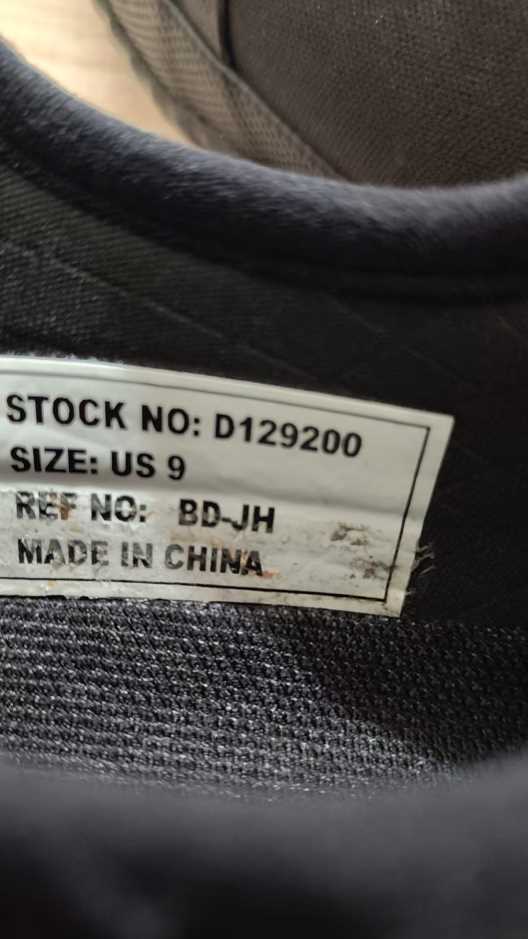 STOCK NO: D129200
SIZE: US 9
REF NO: BD-JH
MADE IN CHINA